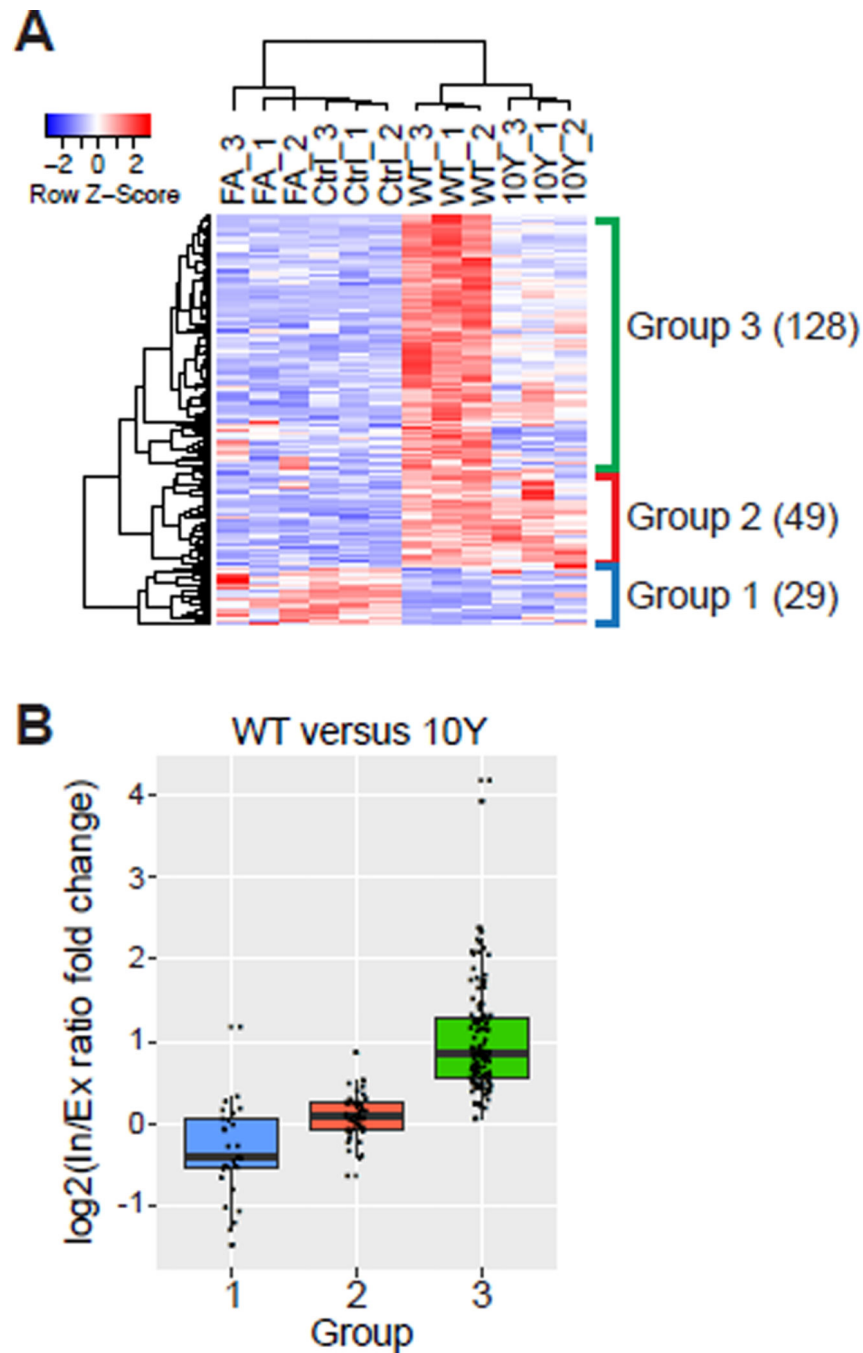 A
-2 0 2
Row Z-Score
FA_3
FA_1
FA_2
Ctrl_3
Ctrl_1
Ctrl_2
WT_3
WT_1
WT_2
10Y_3
10Y_1
10Y_2
Group 3 (128)
Group 2 (49)
Group 1 (29)
B
WT versus 10Y
log2(In/Ex ratio fold change)
4
3
2
1
0
-1
1 2 3
Group